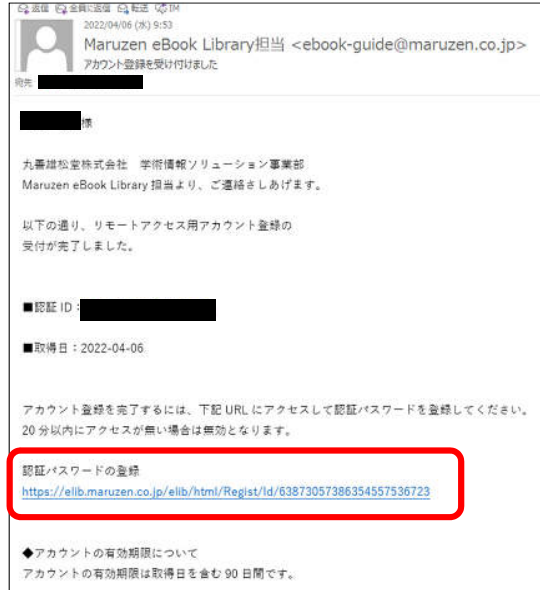 返信 全員に返信 転送 IM
2022/04/06 (水) 9:53
Maruzen eBook Library担当 <ebook-guide@maruzen.co.jp>
アカウント登録を受け付けました
宛先
様
丸善雄松堂株式会社 学術情報ソリューション事業部
Maruzen eBook Library 担当より、ご連絡さしあげます。
以下の通り、リモートアクセス用アカウント登録の
受付が完了しました。
■認証 ID：
■取得日：2022-04-06
アカウント登録を完了するには、下記 URL にアクセスして認証パスワードを登録してください。
20 分以内にアクセスが無い場合は無効となります。
認証パスワードの登録
https://elib.maruzen.co.jp/elib/html/Regist/Id/63873057386354557536723
◆アカウントの有効期限について
アカウントの有効期限は取得日を含む 90 日間です。